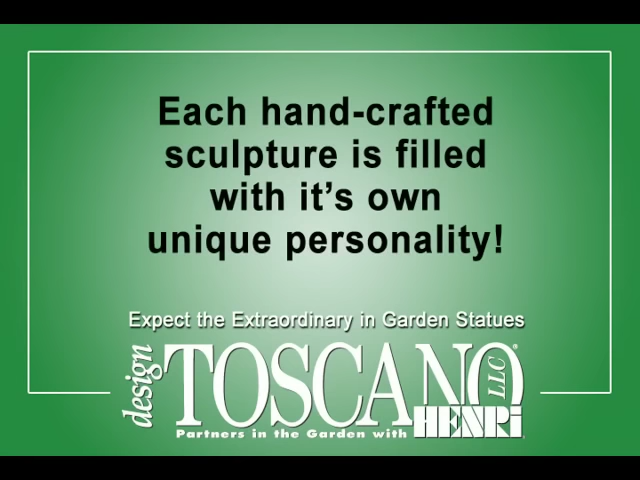 Each hand-crafted
sculpture is filled
with it's own
unique personality!
Expect the Extraordinary in Garden Statues
design TOSCANO LLC®
Partners in the Garden with HENRi